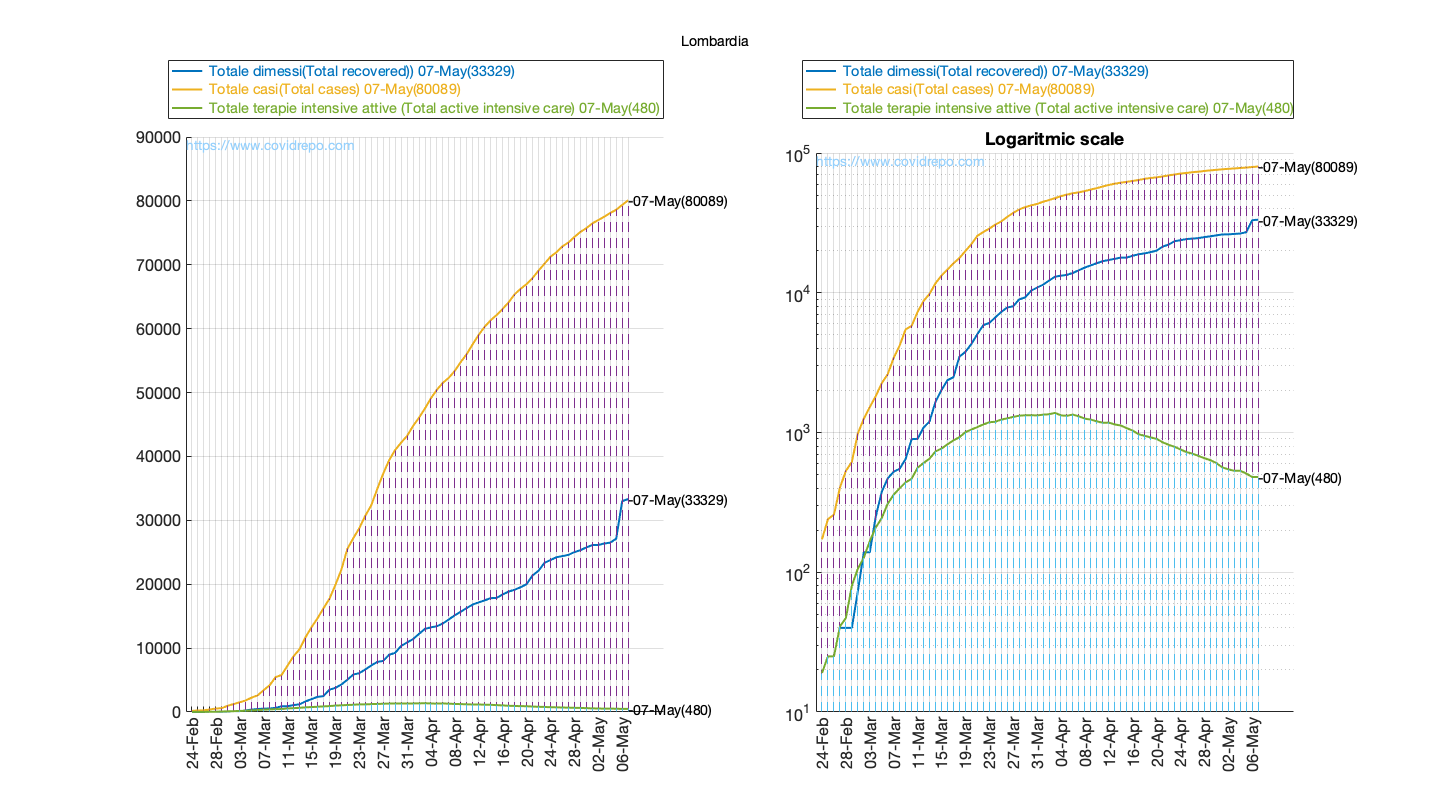 Lombardia
Totale dimessi(Total recovered)) 07-May(33329)
Totale casi(Total cases) 07-May(80089)
Totale terapie intensive attive (Total active intensive care) 07-May(480)
https://www.covidrepo.com
90000
80000
70000
60000
50000
40000
30000
20000
10000
0
07-May(80089)
07-May(33329)
07-May(480)
24-Feb
28-Feb
03-Mar
07-Mar
11-Mar
15-Mar
19-Mar
23-Mar
27-Mar
31-Mar
04-Apr
08-Apr
12-Apr
16-Apr
20-Apr
24-Apr
28-Apr
02-May
06-May
Totale dimessi(Total recovered)) 07-May(33329)
Totale casi(Total cases) 07-May(80089)
Totale terapie intensive attive (Total active intensive care) 07-May(480)
Logaritmic scale
https://www.covidrepo.com
10^5
10^4
10^3
10^2
10^1
07-May(80089)
07-May(33329)
07-May(480)
24-Feb
28-Feb
03-Mar
07-Mar
11-Mar
15-Mar
19-Mar
23-Mar
27-Mar
31-Mar
04-Apr
08-Apr
12-Apr
16-Apr
20-Apr
24-Apr
28-Apr
02-May
06-May